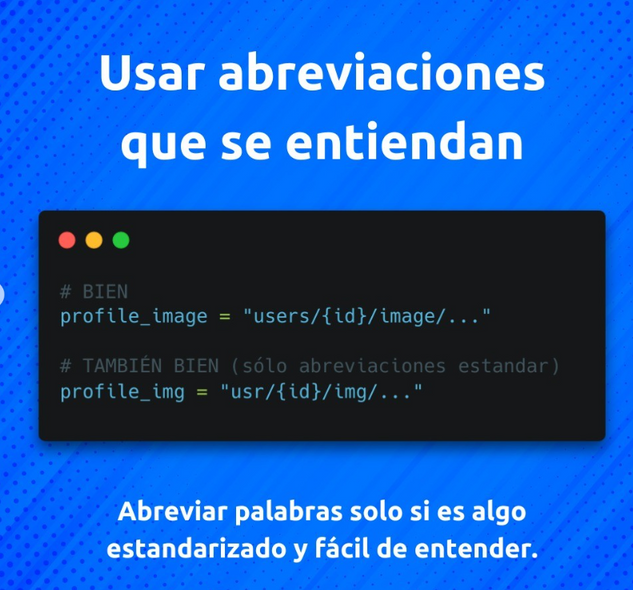 Usar abreviaciones
que se entiendan
# BIEN
profile_image = "users/{id}/image/..."
# TAMBIÉN BIEN (sólo abreviaciones estandar)
profile_img = "usr/{id}/img/..."
Abreviar palabras solo si es algo
estandarizado y fácil de entender.